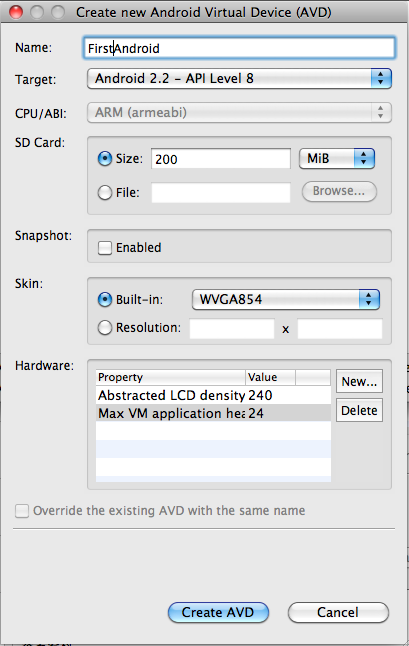 Create new Android Virtual Device (AVD)
Name: FirstAndroid
Target: Android 2.2 – API Level 8
CPU/ABI: ARM (armeabi)
SD Card:
Size: 200 MiB
File: Browse...
Snapshot:
Enabled
Skin:
Built-in: WVGA854
Resolution: x
Hardware:
Property Value New...
Abstracted LCD density 240
Max VM application hea 24 Delete
Override the existing AVD with the same name
Create AVD Cancel